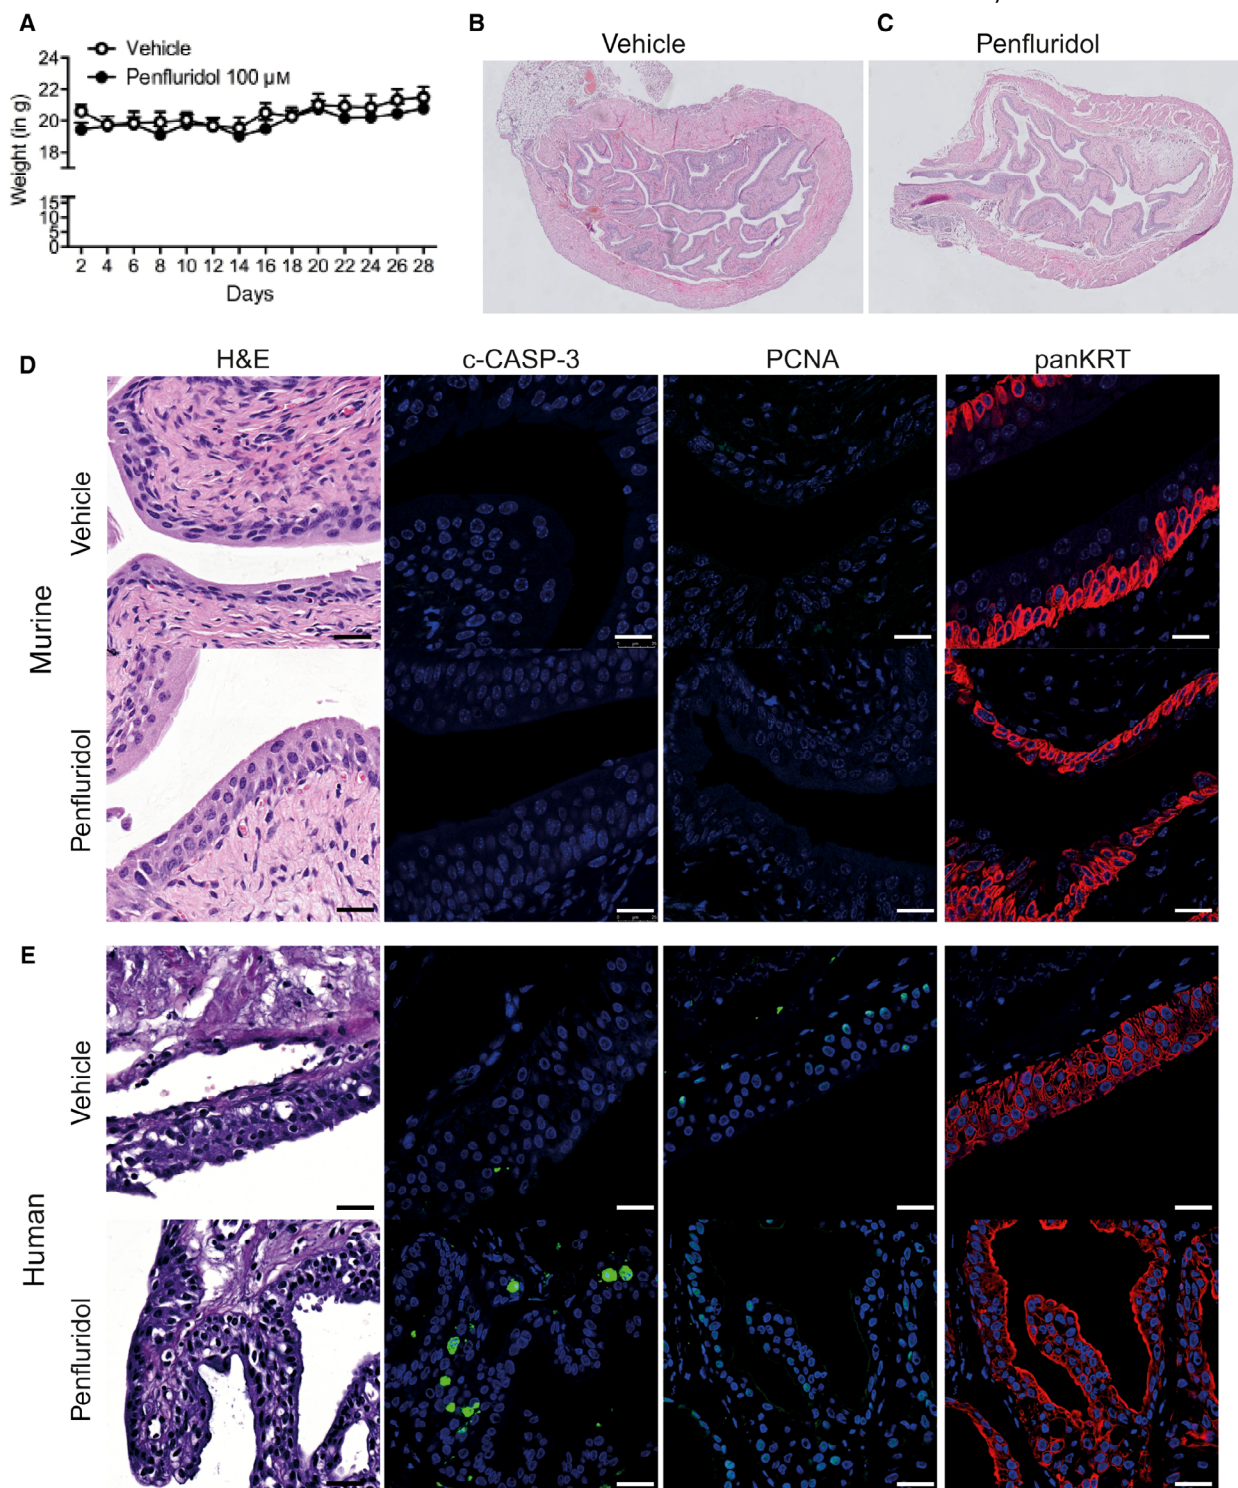 A
Vehicle
Penfluridol 100 µM
Weight (in g)
24
22
20
18
15
10
5
0
2 4 6 8 10 12 14 16 18 20 22 24 26 28
Days
B
Vehicle
C
Penfluridol
D
H&E c-CASP-3 PCNA panKRT
Murine
Vehicle
Penfluridol
E
Human
Vehicle
Penfluridol